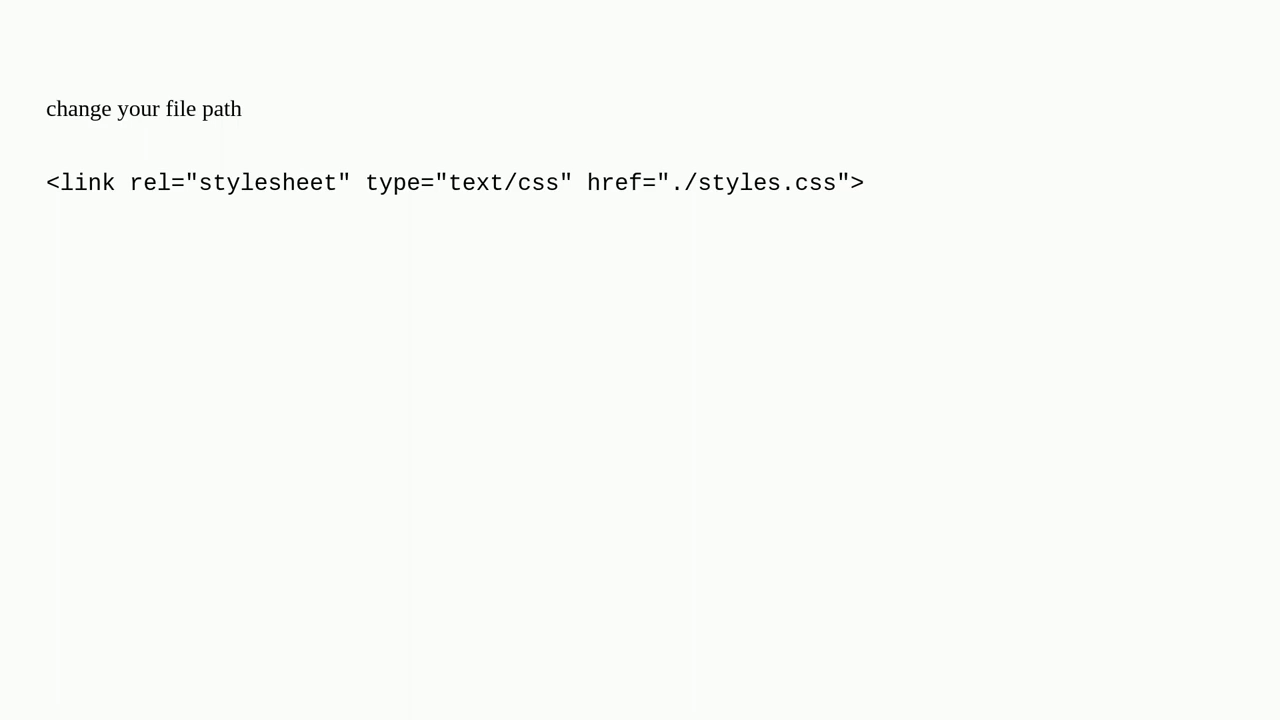 change your file path
<link rel="stylesheet" type="text/css" href="./styles.css">